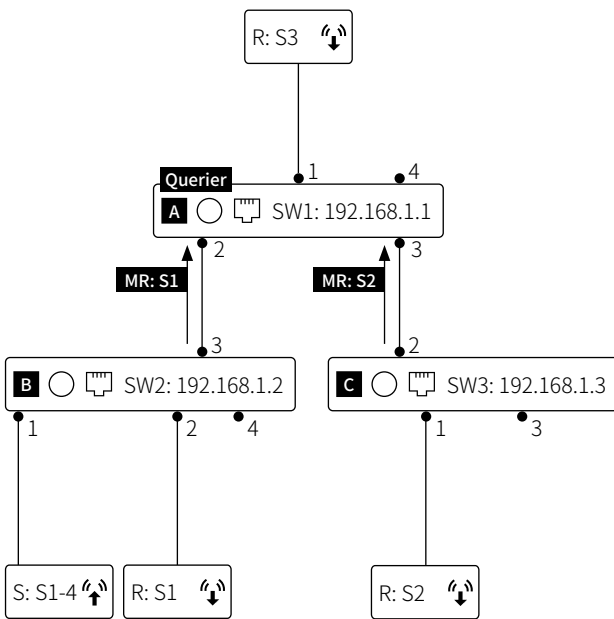 R: S3
1
4
Querier
A SW1: 192.168.1.1
2
3
MR: S1
MR: S2
3
2
B SW2: 192.168.1.2
C SW3: 192.168.1.3
1
2
4
1
3
S: S1-4
R: S1
R: S2